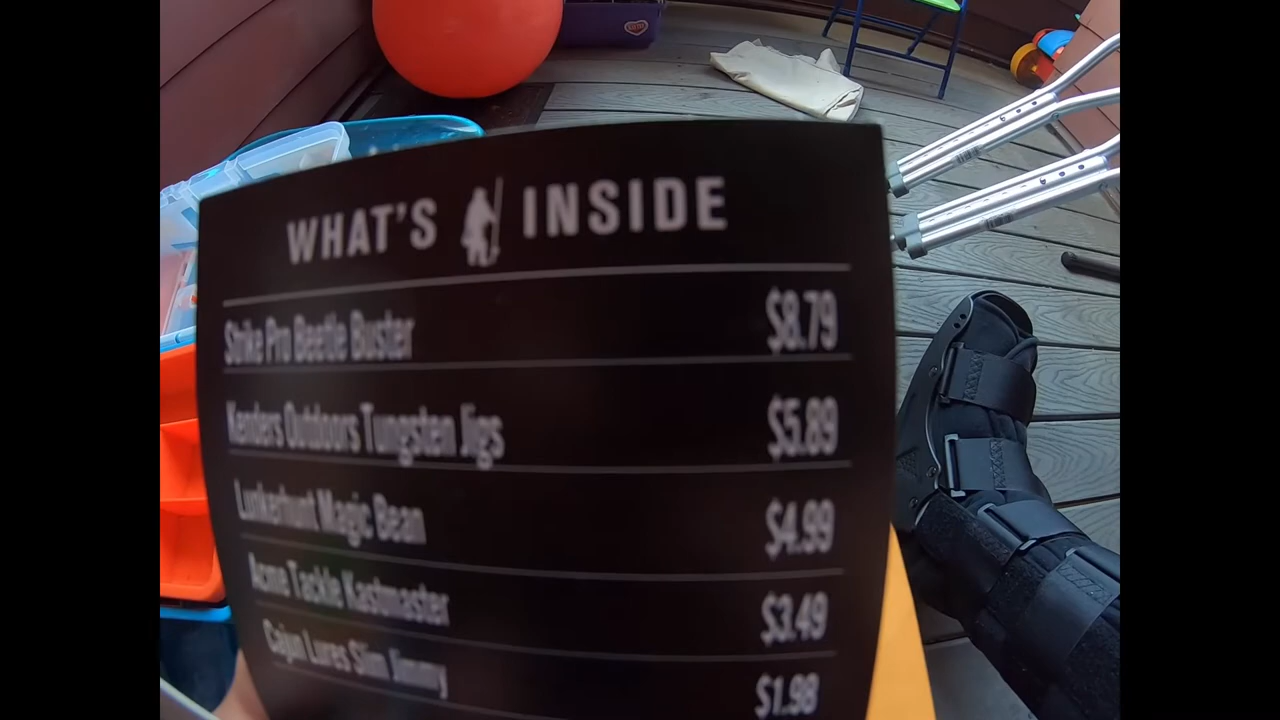 WHAT'S INSIDE
Strike Pro Beetle Buster $8.79
Kenders Outdoors Tungsten Jigs $5.89
Lunkerhunt Magic Bean $4.99
Acme Tackle Kastmaster $3.49
Cajun Lures Slim Jimmy $1.98